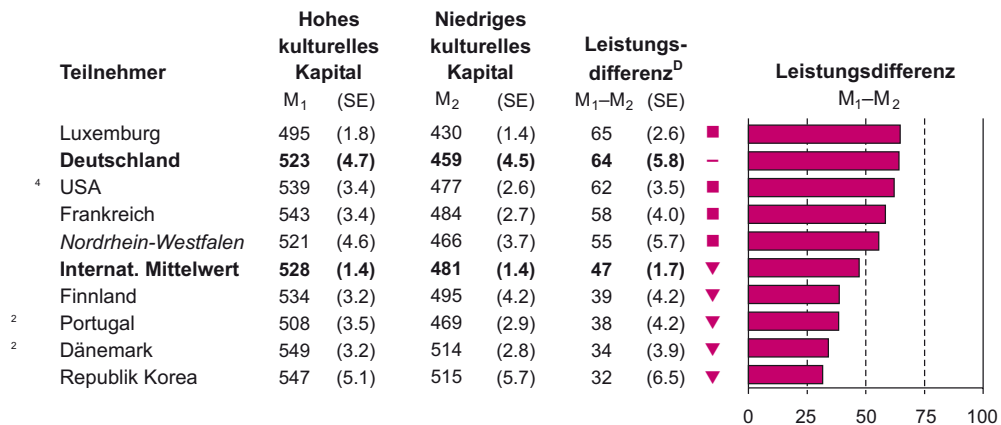 Hohes Niedriges
kulturelles kulturelles Leistungs-
Teilnehmer Kapital Kapital differenzD Leistungsdifferenz
M1 (SE) M2 (SE) M1–M2 (SE) M1–M2
Luxemburg 495 (1.8) 430 (1.4) 65 (2.6) ■
Deutschland 523 (4.7) 459 (4.5) 64 (5.8) –
4 USA 539 (3.4) 477 (2.6) 62 (3.5) ■
Frankreich 543 (3.4) 484 (2.7) 58 (4.0) ■
Nordrhein-Westfalen 521 (4.6) 466 (3.7) 55 (5.7) ■
Internat. Mittelwert 528 (1.4) 481 (1.4) 47 (1.7) ▼
Finnland 534 (3.2) 495 (4.2) 39 (4.2) ▼
2 Portugal 508 (3.5) 469 (2.9) 38 (4.2) ▼
2 Dänemark 549 (3.2) 514 (2.8) 34 (3.9) ▼
Republik Korea 547 (5.1) 515 (5.7) 32 (6.5) ▼
0 25 50 75 100